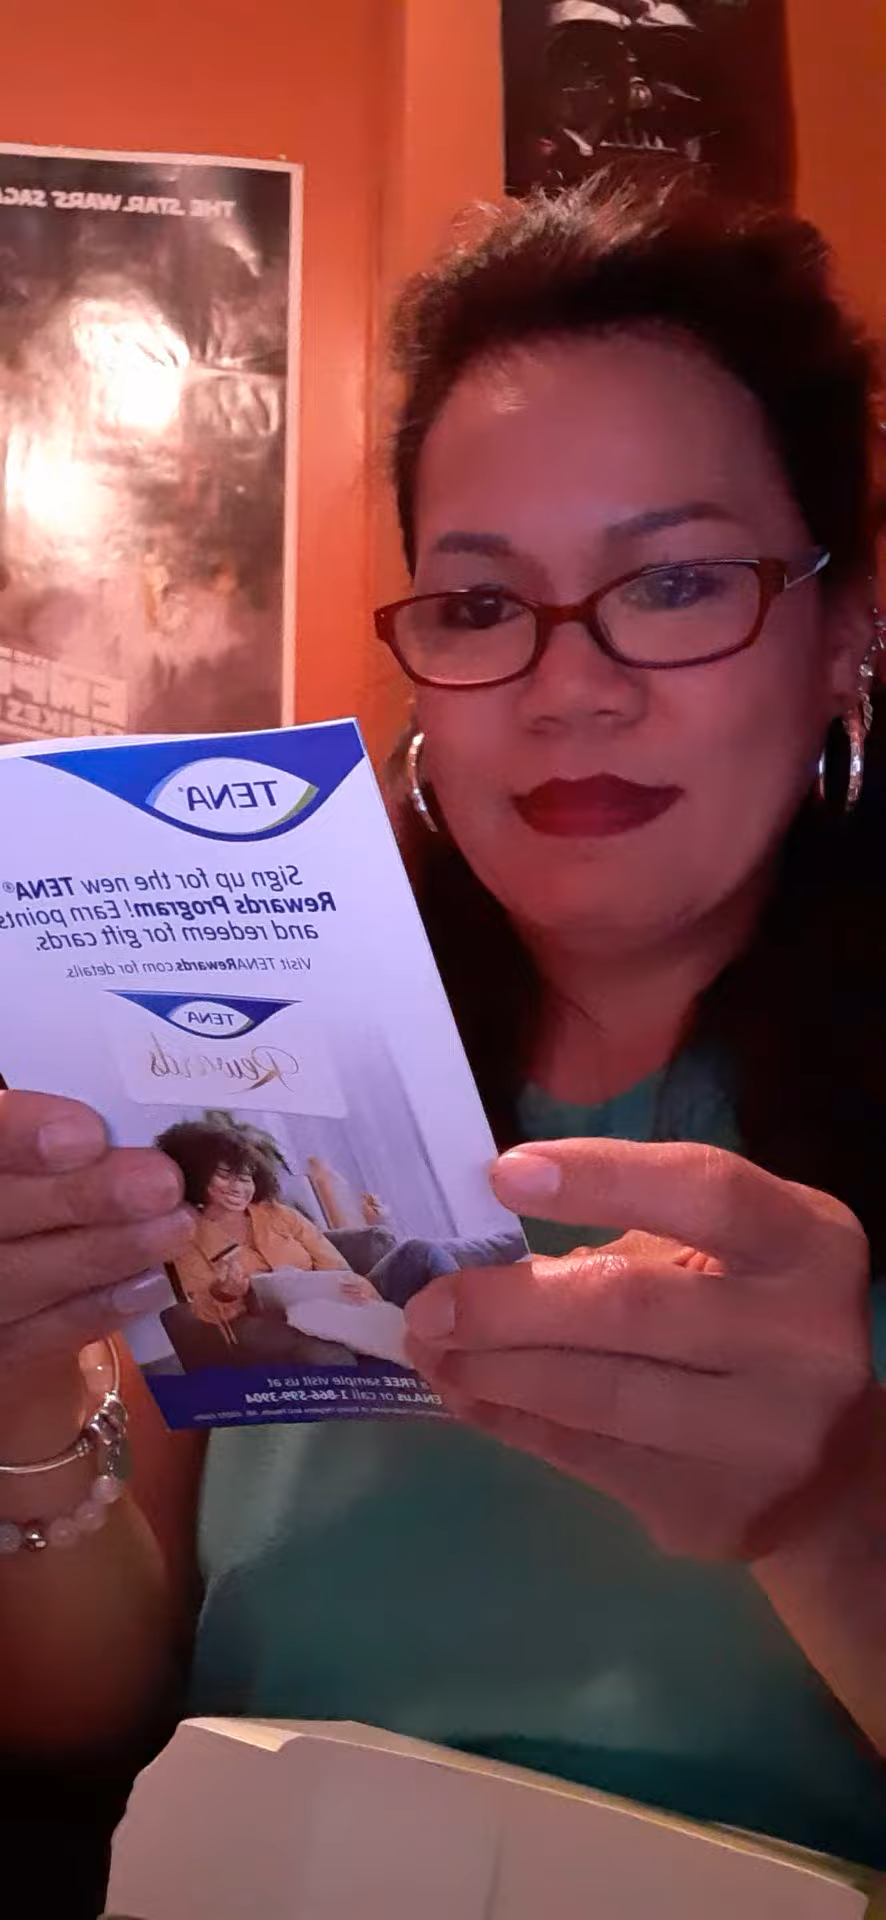 THE STAR WARS SAGA
TENA
Sign up for the new TENA®
Rewards Program! Earn points
and redeem for gift cards.
Visit TENARewards.com for details.
TENA
Rewards
FREE sample visit us at
or call 1-866-599-3904